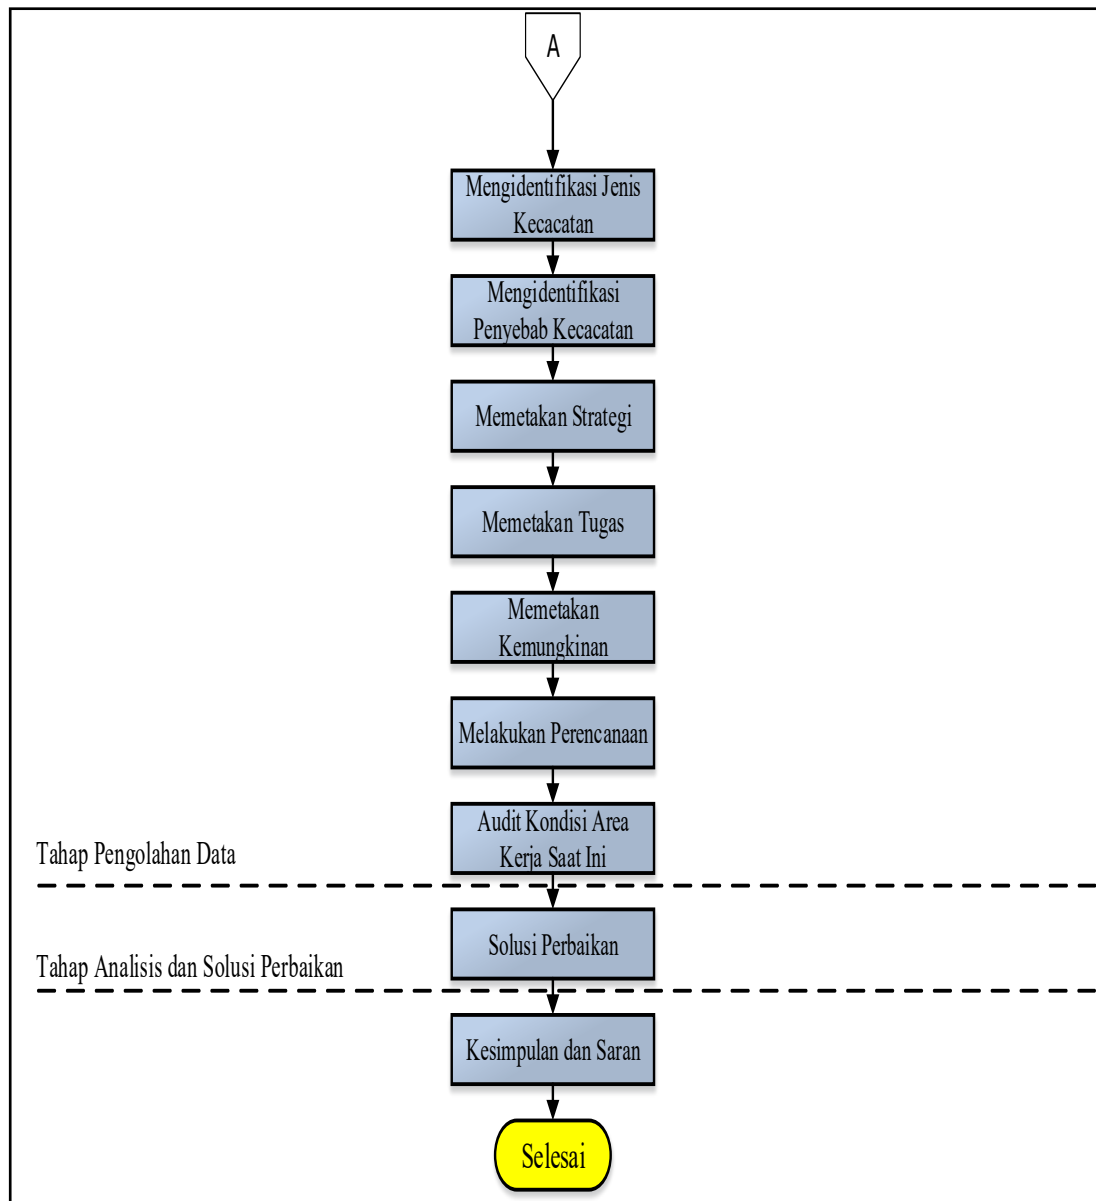 A
Mengidentifikasi Jenis
Kecacatan
Mengidentifikasi
Penyebab Kecacatan
Memetakan Strategi
Memetakan Tugas
Memetakan
Kemungkinan
Melakukan Perencanaan
Audit Kondisi Area
Kerja Saat Ini
Tahap Pengolahan Data
Solusi Perbaikan
Tahap Analisis dan Solusi Perbaikan
Kesimpulan dan Saran
Selesai